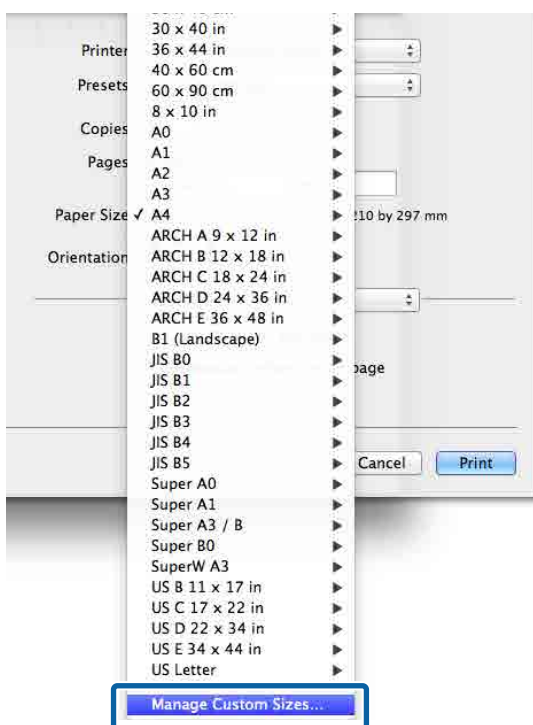 30 x 40 in
Printer
36 x 44 in
40 x 60 cm
Presets
60 x 90 cm
8 x 10 in
Copies
A0
A1
Pages
A2
A3
Paper Size ✓ A4 210 by 297 mm
ARCH A 9 x 12 in
Orientation
ARCH B 12 x 18 in
ARCH C 18 x 24 in
ARCH D 24 x 36 in
ARCH E 36 x 48 in
B1 (Landscape)
JIS B0
page
JIS B1
JIS B2
JIS B3
JIS B4
JIS B5 Cancel Print
Super A0
Super A1
Super A3 / B
Super B0
SuperW A3
US B 11 x 17 in
US C 17 x 22 in
US D 22 x 34 in
US E 34 x 44 in
US Letter
Manage Custom Sizes...